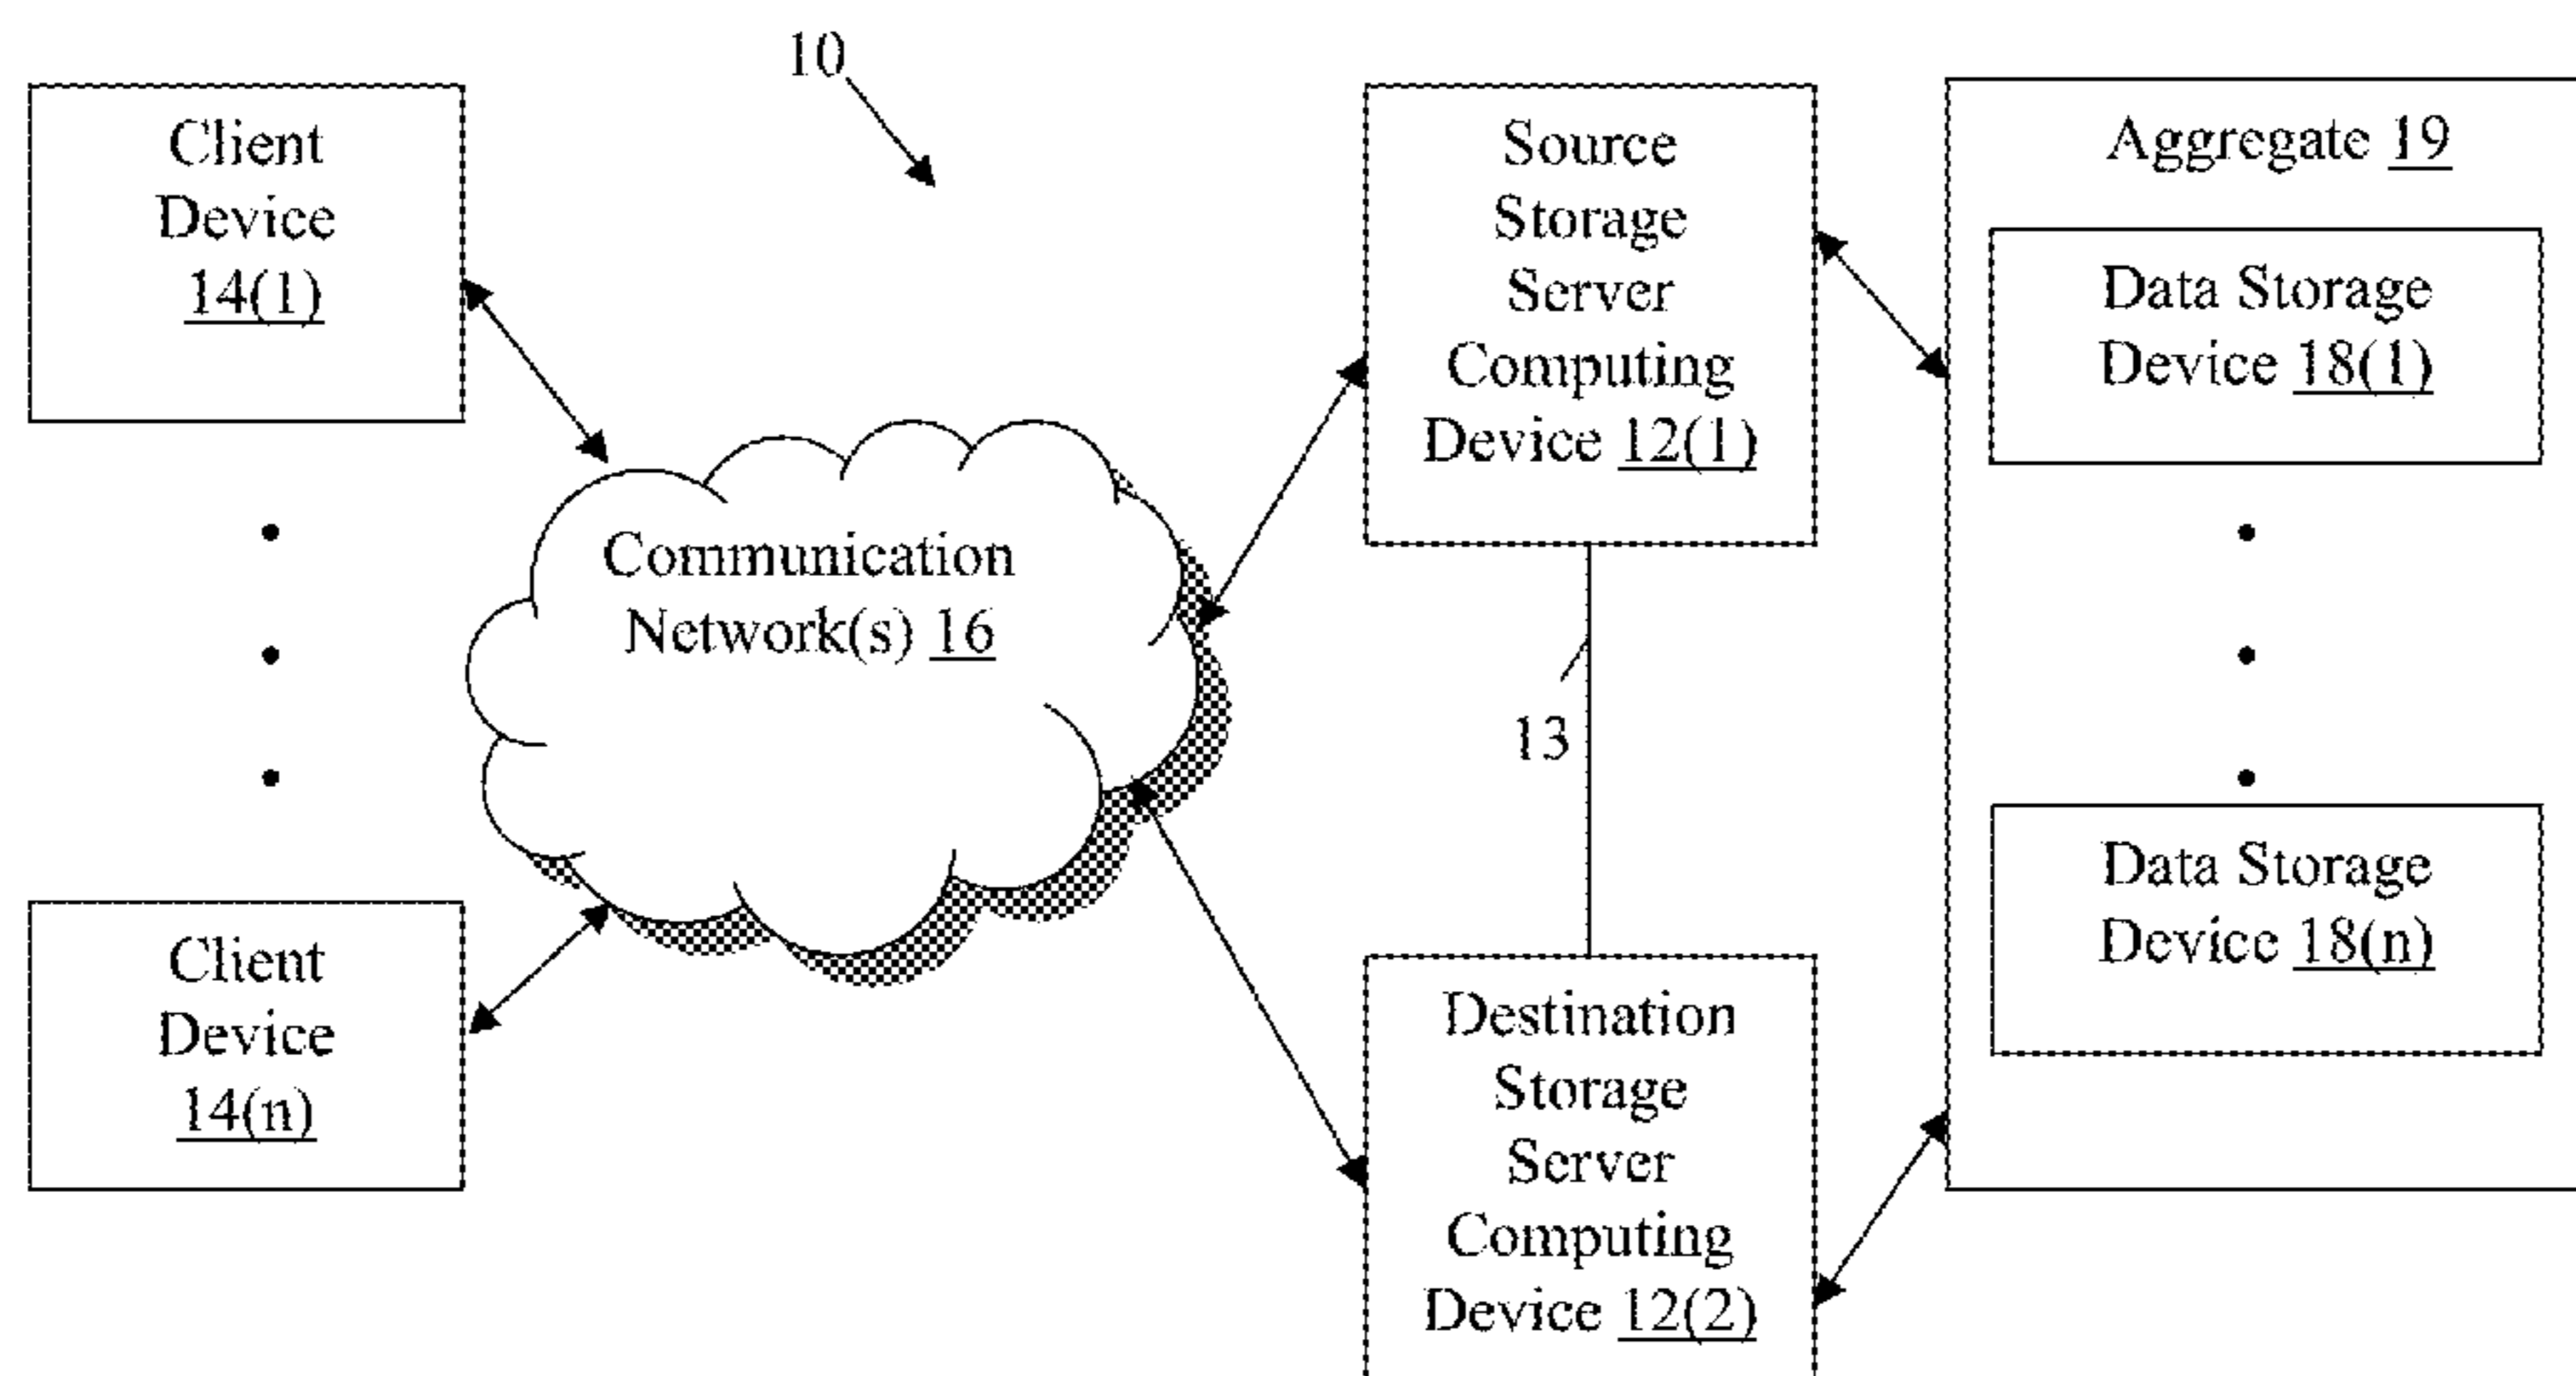 10
Client
Device
14(1)
Source
Storage
Server
Computing
Device 12(1)
Aggregate 19
Data Storage
Device 18(1)
Communication
Network(s) 16
13
Client
Device
14(n)
Destination
Storage
Server
Computing
Device 12(2)
Data Storage
Device 18(n)